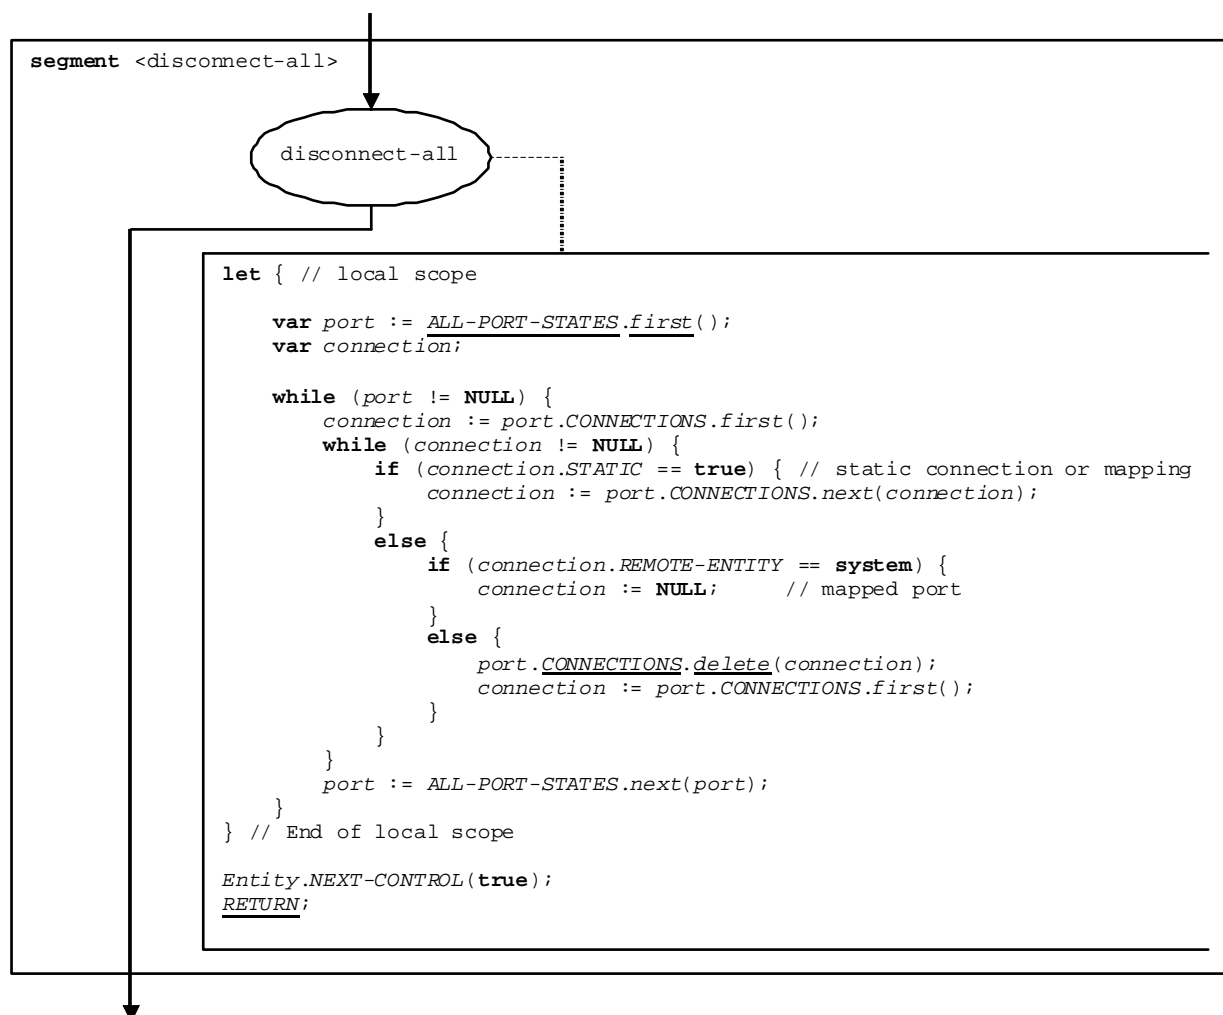 segment <disconnect-all>
disconnect-all
let { // local scope
var port := ALL-PORT-STATES.first();
var connection;
while (port != NULL) {
connection := port.CONNECTIONS.first();
while (connection != NULL) {
if (connection.STATIC == true) { // static connection or mapping
connection := port.CONNECTIONS.next(connection);
}
else {
if (connection.REMOTE-ENTITY == system) {
connection := NULL; // mapped port
}
else {
port.CONNECTIONS.delete(connection);
connection := port.CONNECTIONS.first();
}
}
}
port := ALL-PORT-STATES.next(port);
}
} // End of local scope
Entity.NEXT-CONTROL(true);
RETURN;